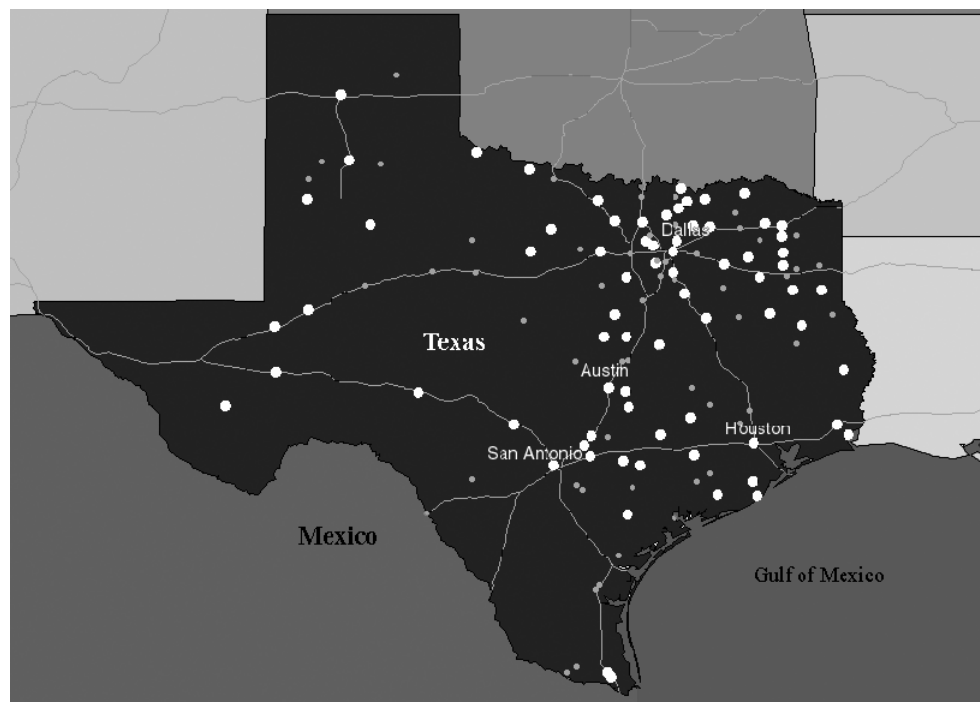 Dallas
Texas
Austin
Houston
San Antonio
Mexico
Gulf of Mexico